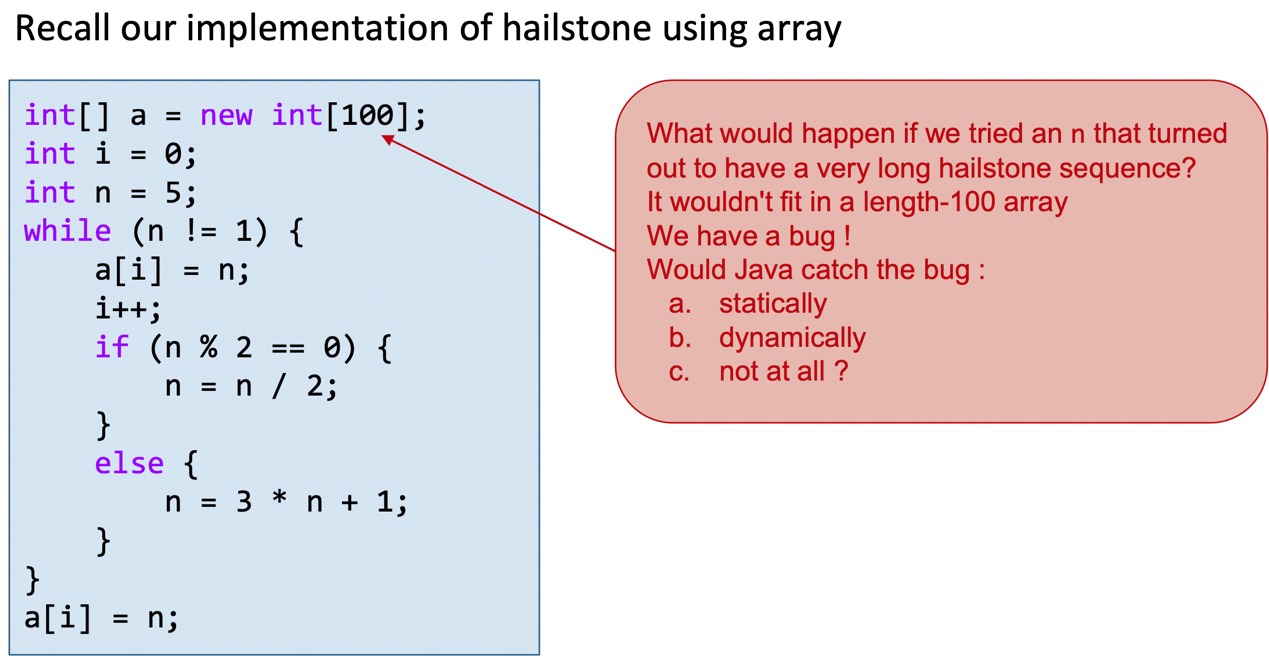 Recall our implementation of hailstone using array
int[] a = new int[100];
int i = 0;
int n = 5;
while (n != 1) {
    a[i] = n;
    i++;
    if (n % 2 == 0) {
        n = n / 2;
    }
    else {
        n = 3 * n + 1;
    }
}
a[i] = n;
What would happen if we tried an n that turned
out to have a very long hailstone sequence?
It wouldn't fit in a length-100 array
We have a bug !
Would Java catch the bug :
a. statically
b. dynamically
c. not at all ?